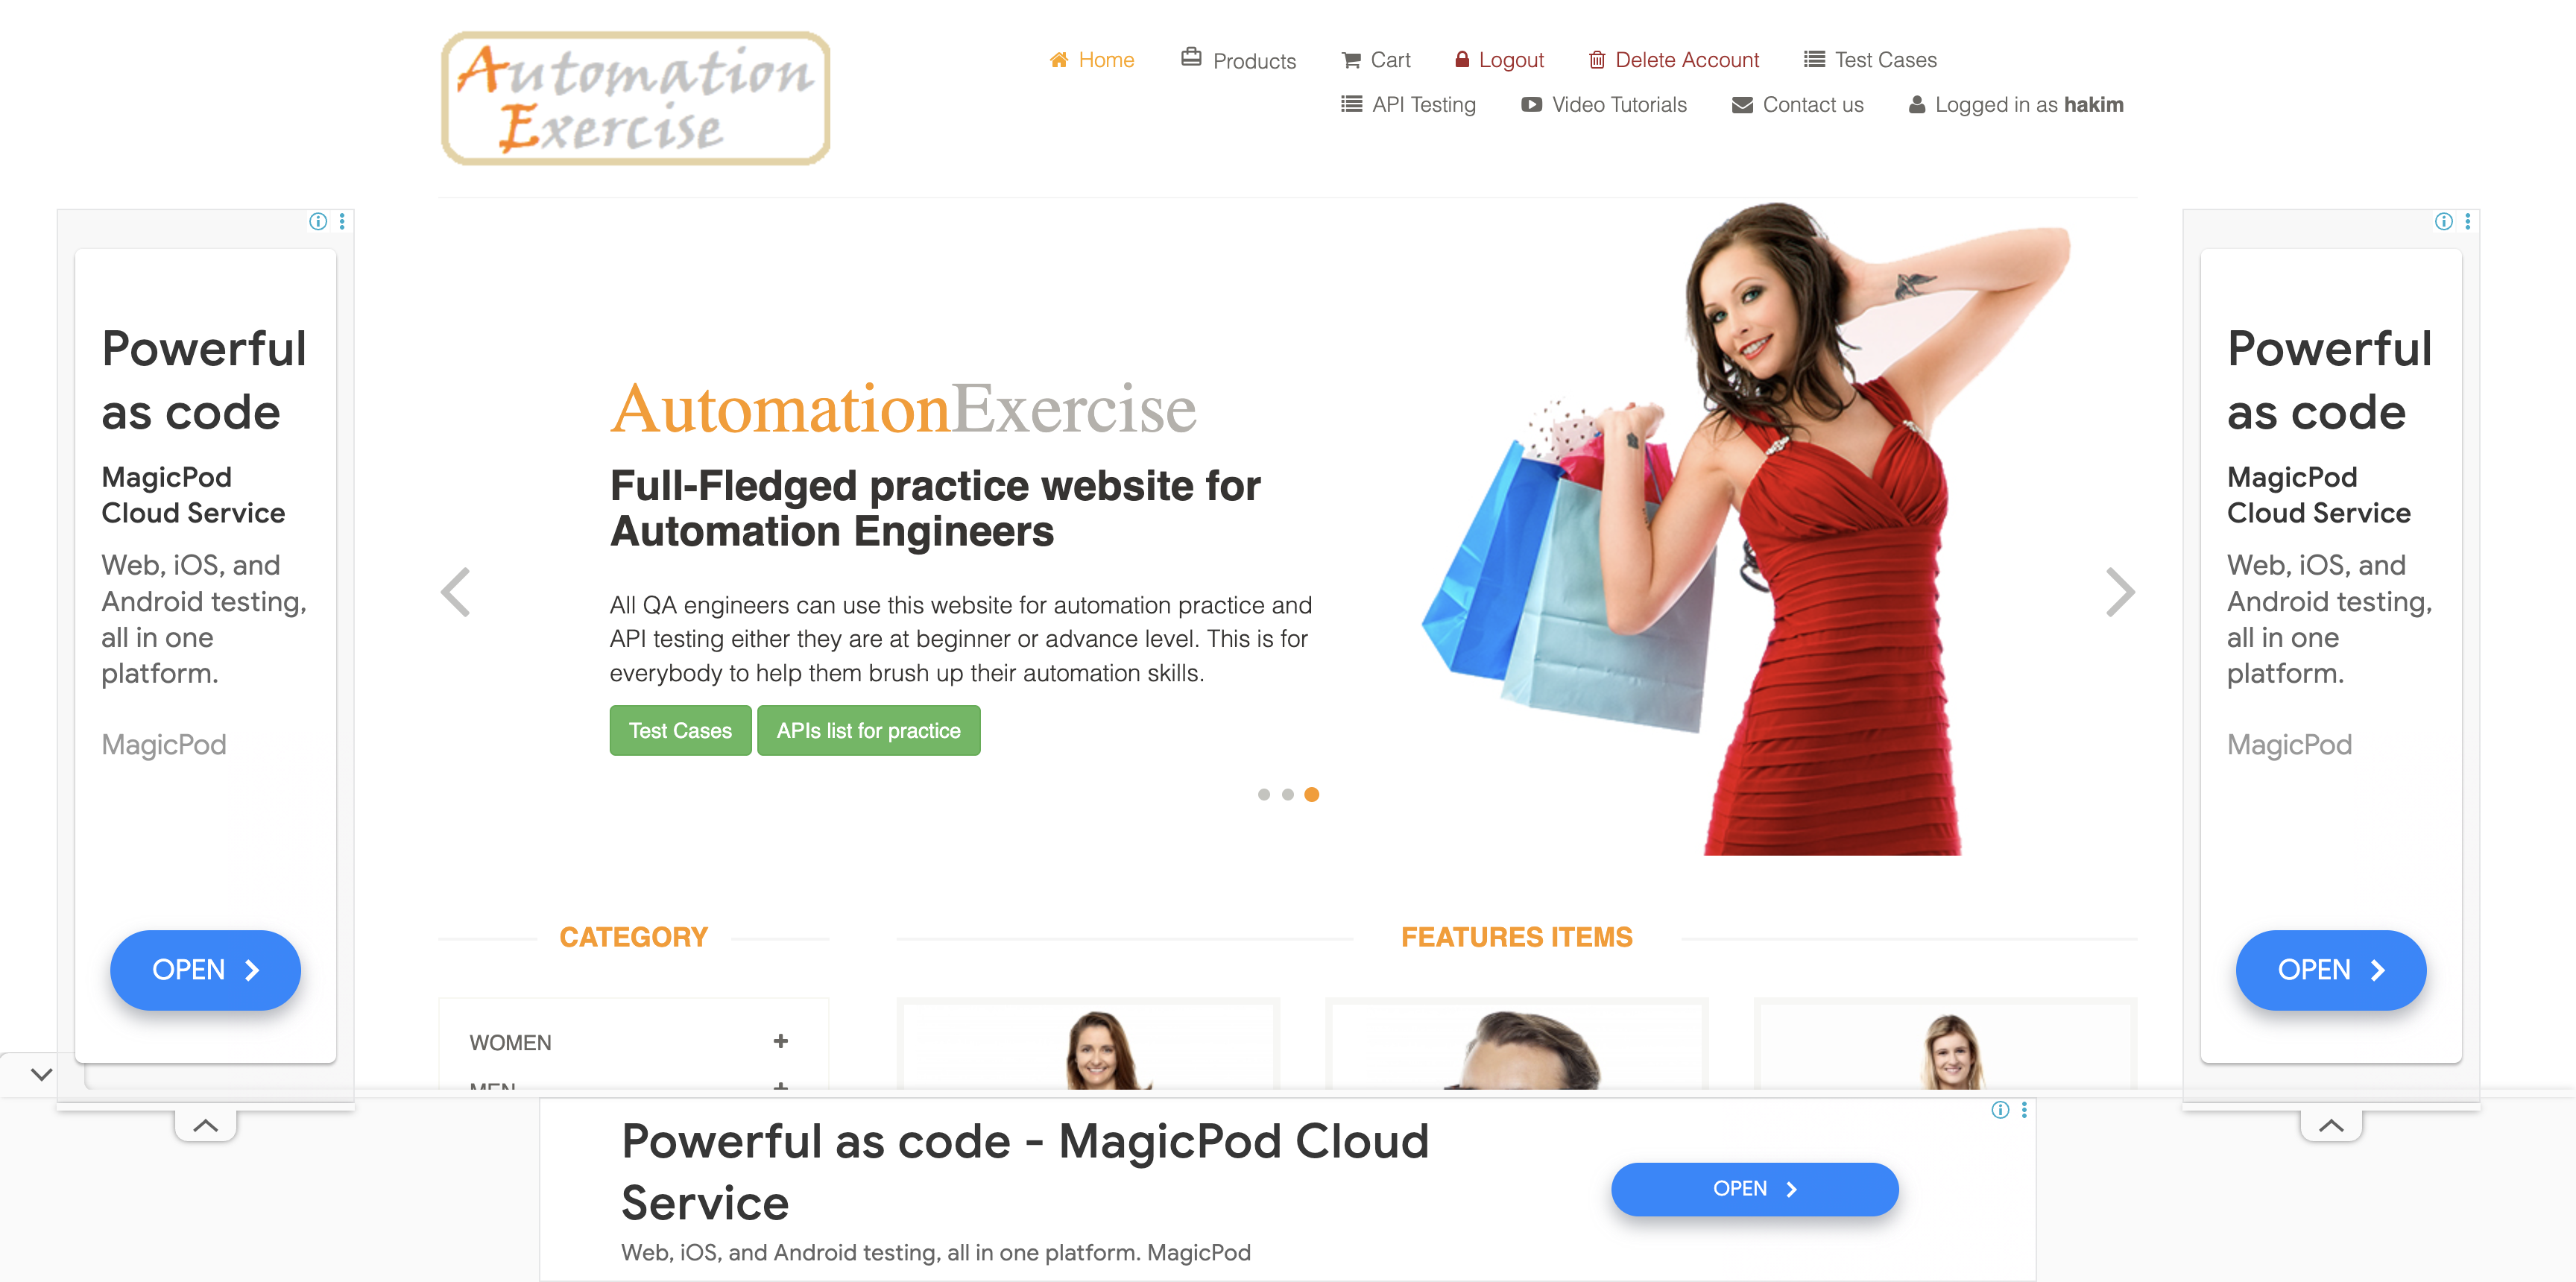 Automation
Exercise
Home
Products
Cart
Logout
Delete Account
Test Cases
API Testing
Video Tutorials
Contact us
Logged in as hakim
Powerful
as code
MagicPod
Cloud Service
Web, iOS, and
Android testing,
all in one
platform.
MagicPod
OPEN
AutomationExercise
Full-Fledged practice website for
Automation Engineers
All QA engineers can use this website for automation practice and
API testing either they are at beginner or advance level. This is for
everybody to help them brush up their automation skills.
Test Cases
APIs list for practice
Powerful
as code
MagicPod
Cloud Service
Web, iOS, and
Android testing,
all in one
platform.
MagicPod
OPEN
CATEGORY
FEATURES ITEMS
WOMEN
MEN
Powerful as code - MagicPod Cloud
Service
Web, iOS, and Android testing, all in one platform. MagicPod
OPEN